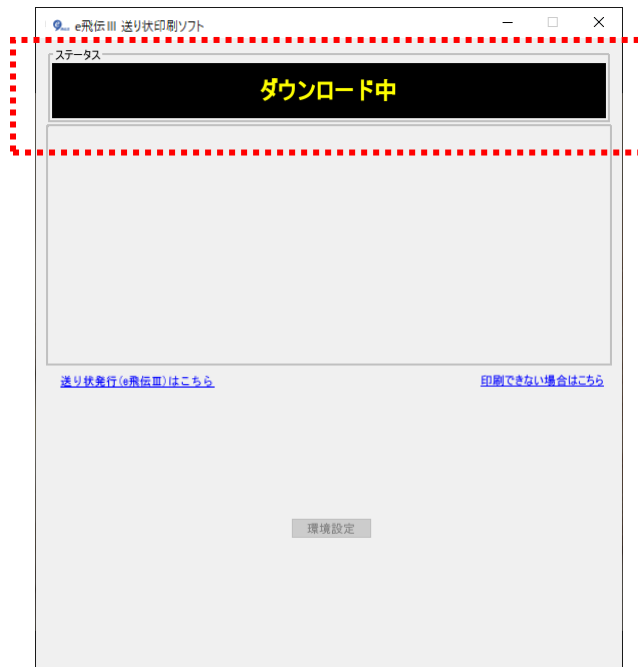 e飛伝Ⅲ 送り状印刷ソフト
ステータス
ダウンロード中
送り状発行(e飛伝Ⅲ)はこちら
印刷できない場合はこちら
環境設定